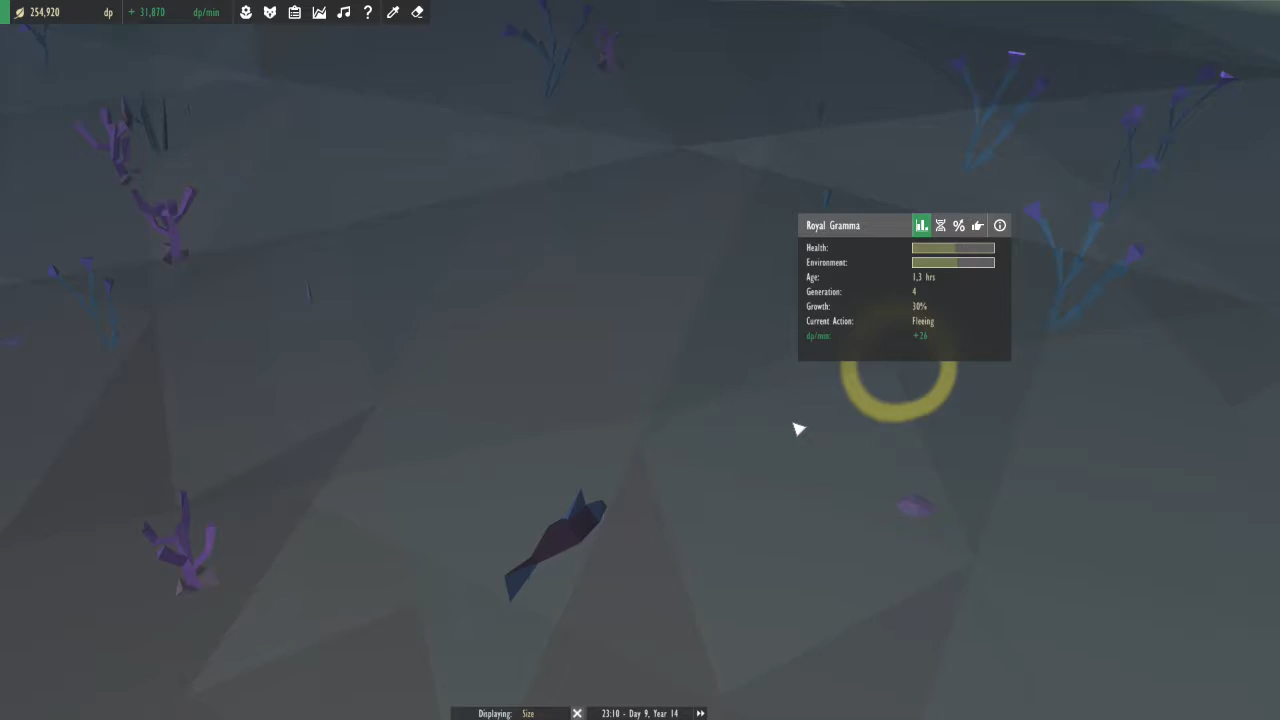 254,920 dp + 31,870 dp/min ?
Royal Gramma %
Health:
Environment:
Age: 1,3 hrs
Generation: 4
Growth: 30%
Current Action: Fleeing
dp/min: +26
Displaying: Size 23:10 - Day 9, Year 14